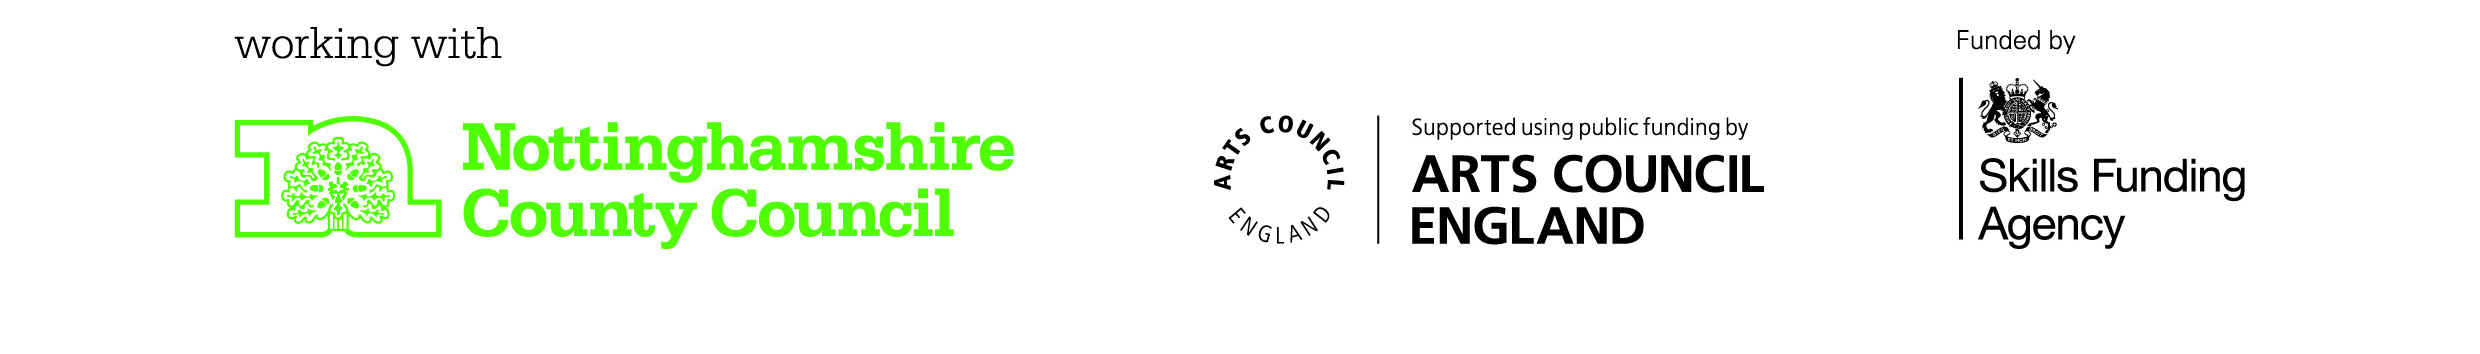 working with
Nottinghamshire
County Council
ARTS COUNCIL
ENGLAND
Supported using public funding by
ARTS COUNCIL
ENGLAND
Funded by
Skills Funding
Agency